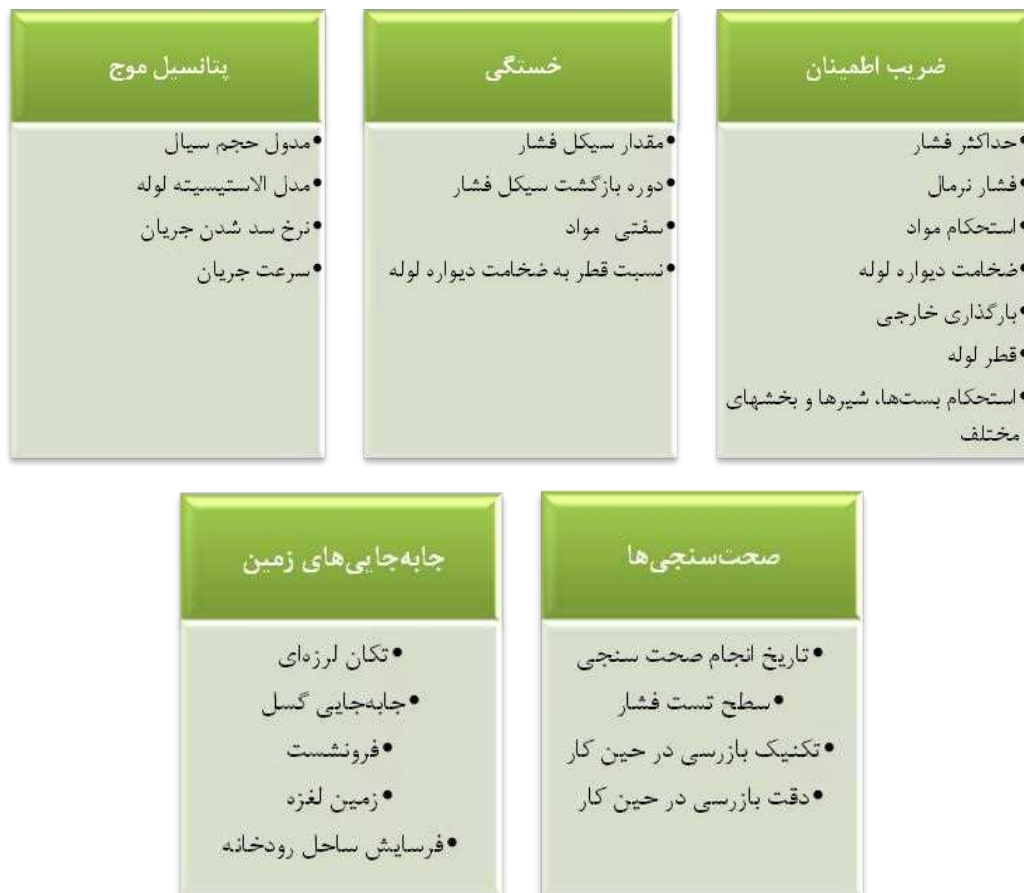 ضریب اطمینان
•حداکثر فشار
•فشار نرمال
•استحکام مواد
•ضخامت دیواره لوله
•بارگذاری خارجی
•قطر لوله
•استحکام بست‌ها، شیرها و بخشهای
مختلف
خستگی
•مقدار سیکل فشار
•دوره بازگشت سیکل فشار
•سفتی مواد
•نسبت قطر به ضخامت دیواره لوله
پتانسیل موج
•مدول حجم سیال
•مدل الاستیسیته لوله
•نرخ سد شدن جریان
•سرعت جریان
صحت‌سنجی‌ها
•تاریخ انجام صحت سنجی
•سطح تست فشار
•تکنیک بازرسی در حین کار
•دقت بازرسی در حین کار
جابه‌جایی‌های زمین
•تکان لرزه‌ای
•جابه‌جایی گسل
•فرونشست
•زمین لغزه
•فرسایش ساحل رودخانه